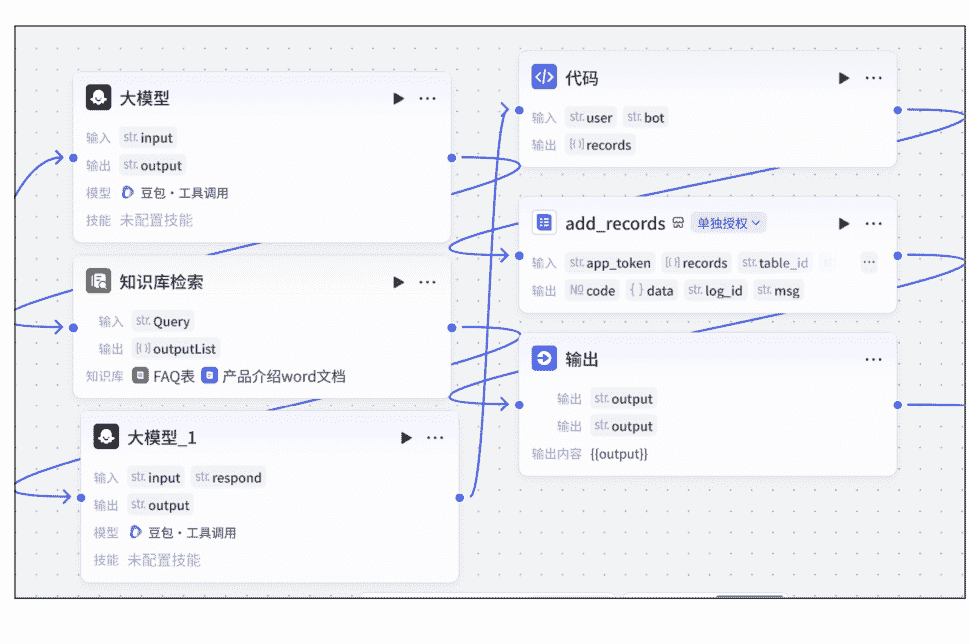 大模型
输入 str. input
输出 str. output
模型 豆包・工具调用
技能 未配置技能
知识库检索
输入 str. Query
输出 [{}] outputList
知识库 FAQ表 产品介绍word文档
大模型_1
输入 str. input str. respond
输出 str. output
模型 豆包・工具调用
技能 未配置技能
代码
输入 str. user str. bot
输出 [{}] records
add_records 单独授权
输入 str. app_token [{}] records str. table_id ...
输出 № code { } data str. log_id str. msg
输出
输出 str. output
输出 str. output
输出内容 {{output}}